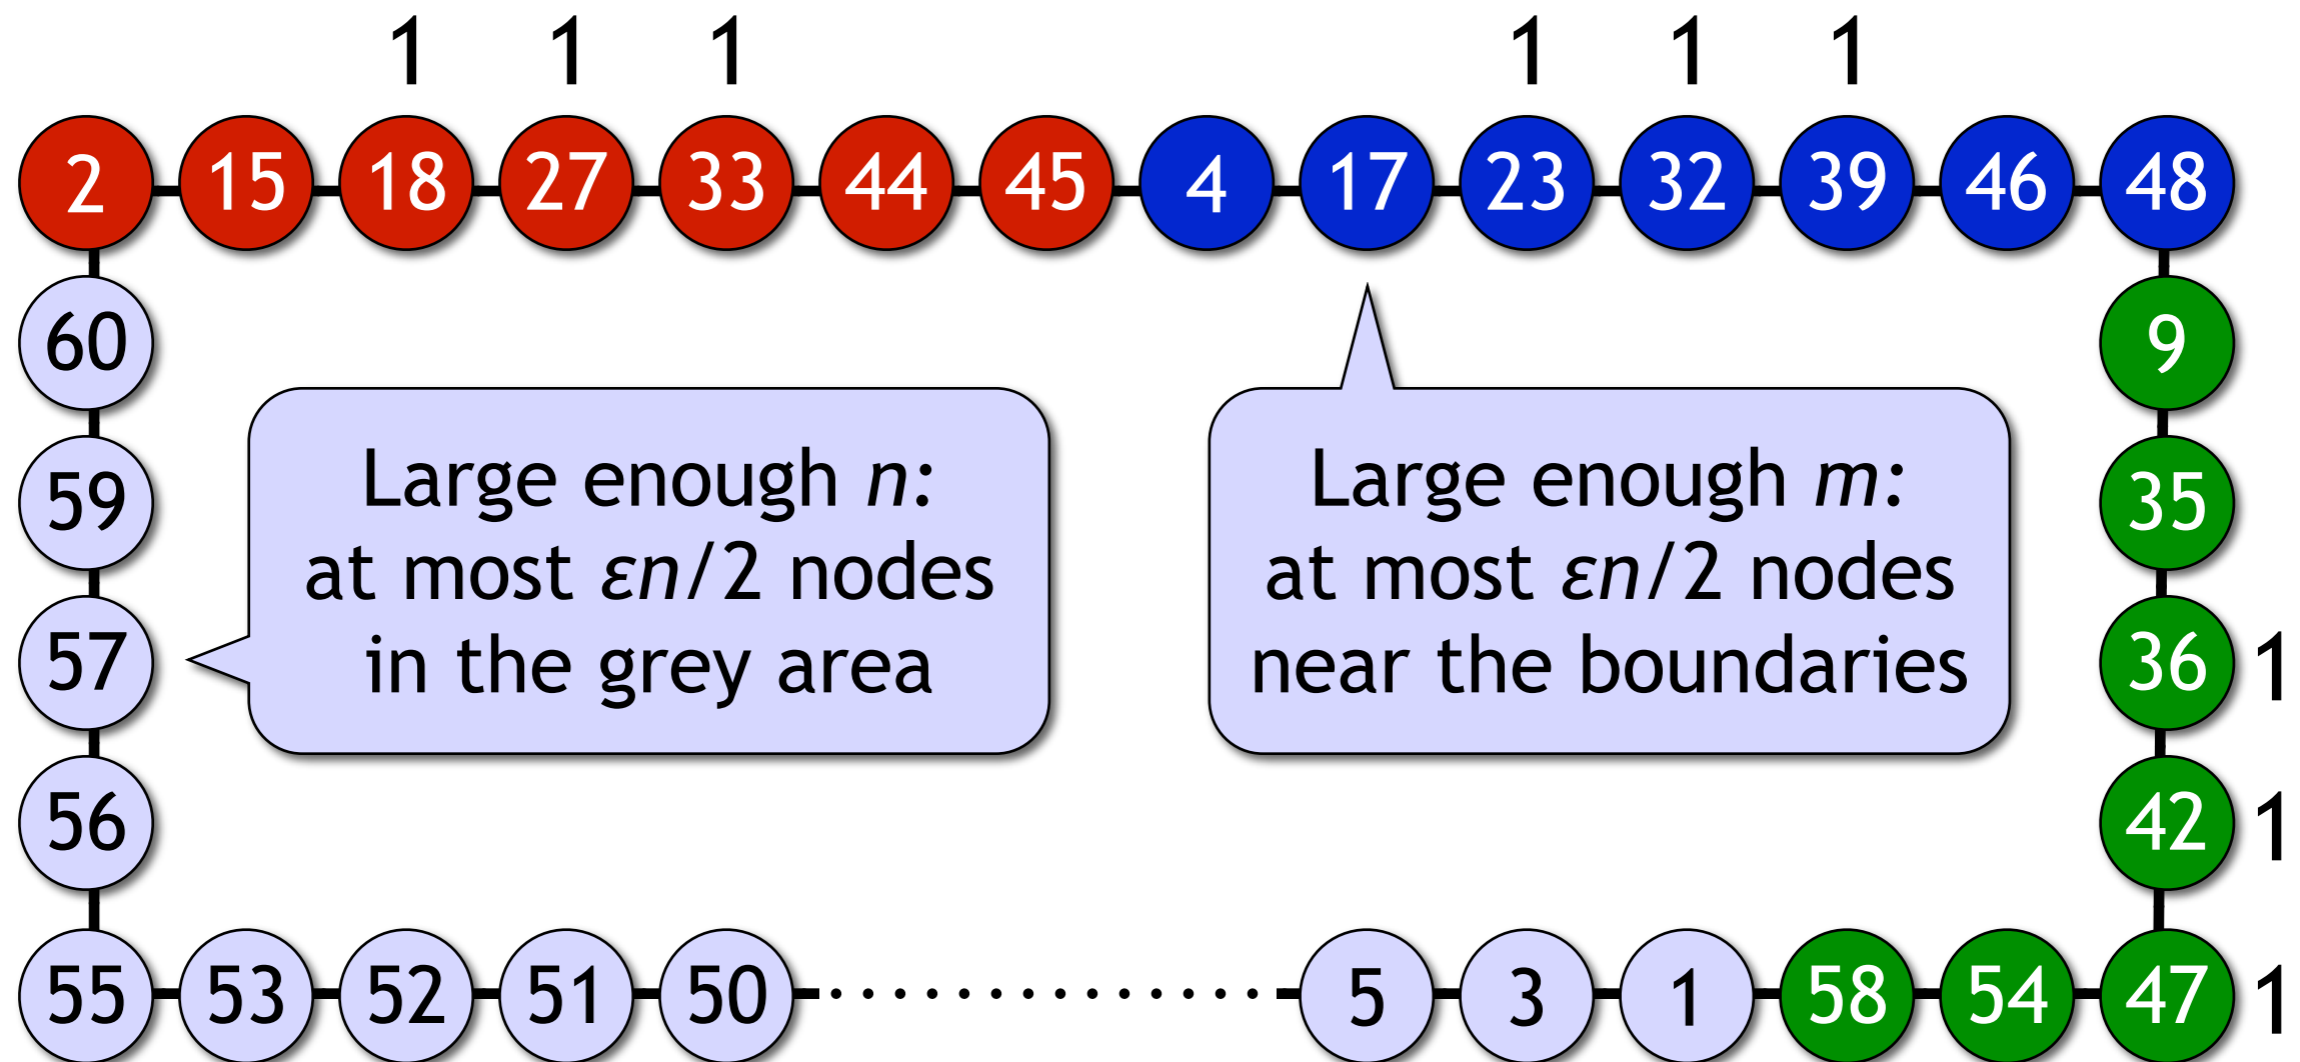 1 1 1 1 1 1
2 15 18 27 33 44 45 4 17 23 32 39 46 48
60 9
59 35
57 36 1
56 42 1
Large enough n:
at most εn/2 nodes
in the grey area
Large enough m:
at most εn/2 nodes
near the boundaries
55 53 52 51 50 5 3 1 58 54 47 1